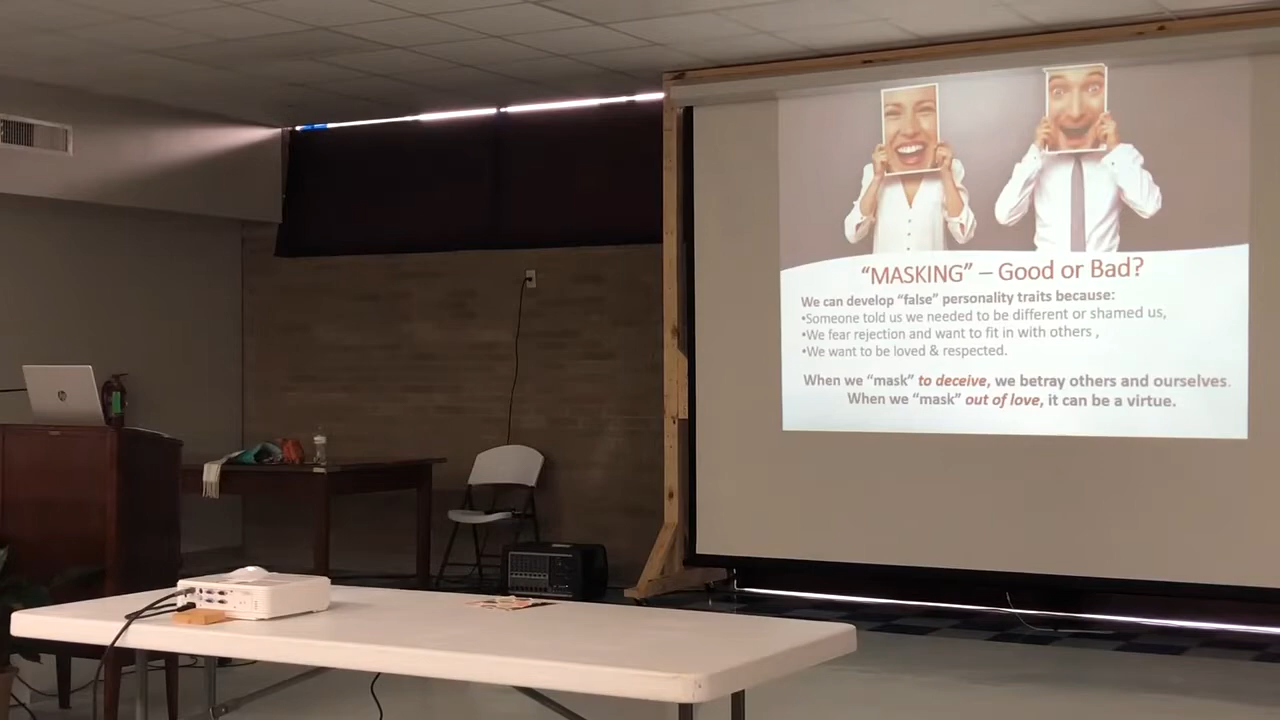 “MASKING” – Good or Bad?
We can develop “false” personality traits because:
•Someone told us we needed to be different or shamed us,
•We fear rejection and want to fit in with others ,
•We want to be loved & respected.
When we “mask” to deceive, we betray others and ourselves.
When we “mask” out of love, it can be a virtue.
hp